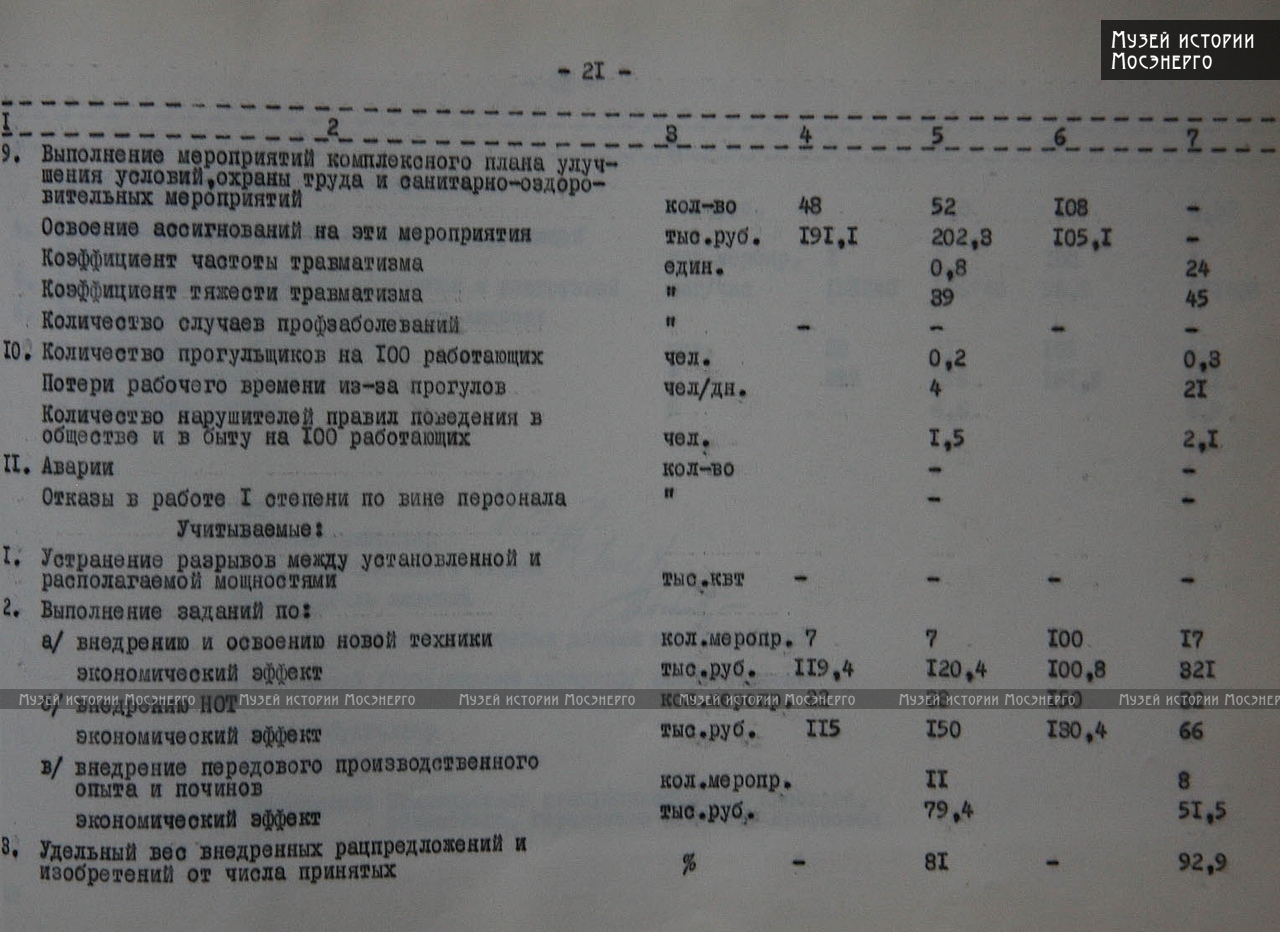 Музей истории
Мосэнерго
- 2I -
I 2 3 4 5 6 7
9. Выполнение мероприятий комплексного плана улуч-
шения условий,охраны труда и санитарно-оздоро-
вительных мероприятий кол-во 48 52 I08 -
Освоение ассигнований на эти мероприятия тыс.руб. I9I,I 202,3 I05,I -
Коэффициент частоты травматизма един. 0,8 24
Коэффициент тяжести травматизма " 39 45
Количество случаев профзаболеваний " - - - -
I0. Количество прогульщиков на I00 работающих чел. 0,2 0,3
Потери рабочего времени из-за прогулов чел/дн. 4 2I
Количество нарушителей правил поведения в
обществе и в быту на I00 работающих чел. I,5 2,I
II. Аварии кол-во - -
Отказы в работе I степени по вине персонала " - -
Учитываемые:
I. Устранение разрывов между установленной и
располагаемой мощностями тыс.квт - - - -
2. Выполнение заданий по:
а/ внедрению и освоению новой техники кол.меропр. 7 7 I00 I7
экономический эффект тыс.руб. II9,4 I20,4 I00,8 32I
Музей истории Мосэнерго Музей истории Мосэнерго Музей истории Мосэнерго Музей истории Мосэнерго Музей истории Мосэнерго Музей истории Мосэнерго
внедрению НОТ кол.меропр.
экономический эффект тыс.руб. II5 I50 I30,4 66
в/ внедрение передового производственного
опыта и починов кол.меропр. II 8
экономический эффект тыс.руб. 79,4 5I,5
3. Удельный вес внедренных рацпредложений и
изобретений от числа принятых % - 8I - 92,9